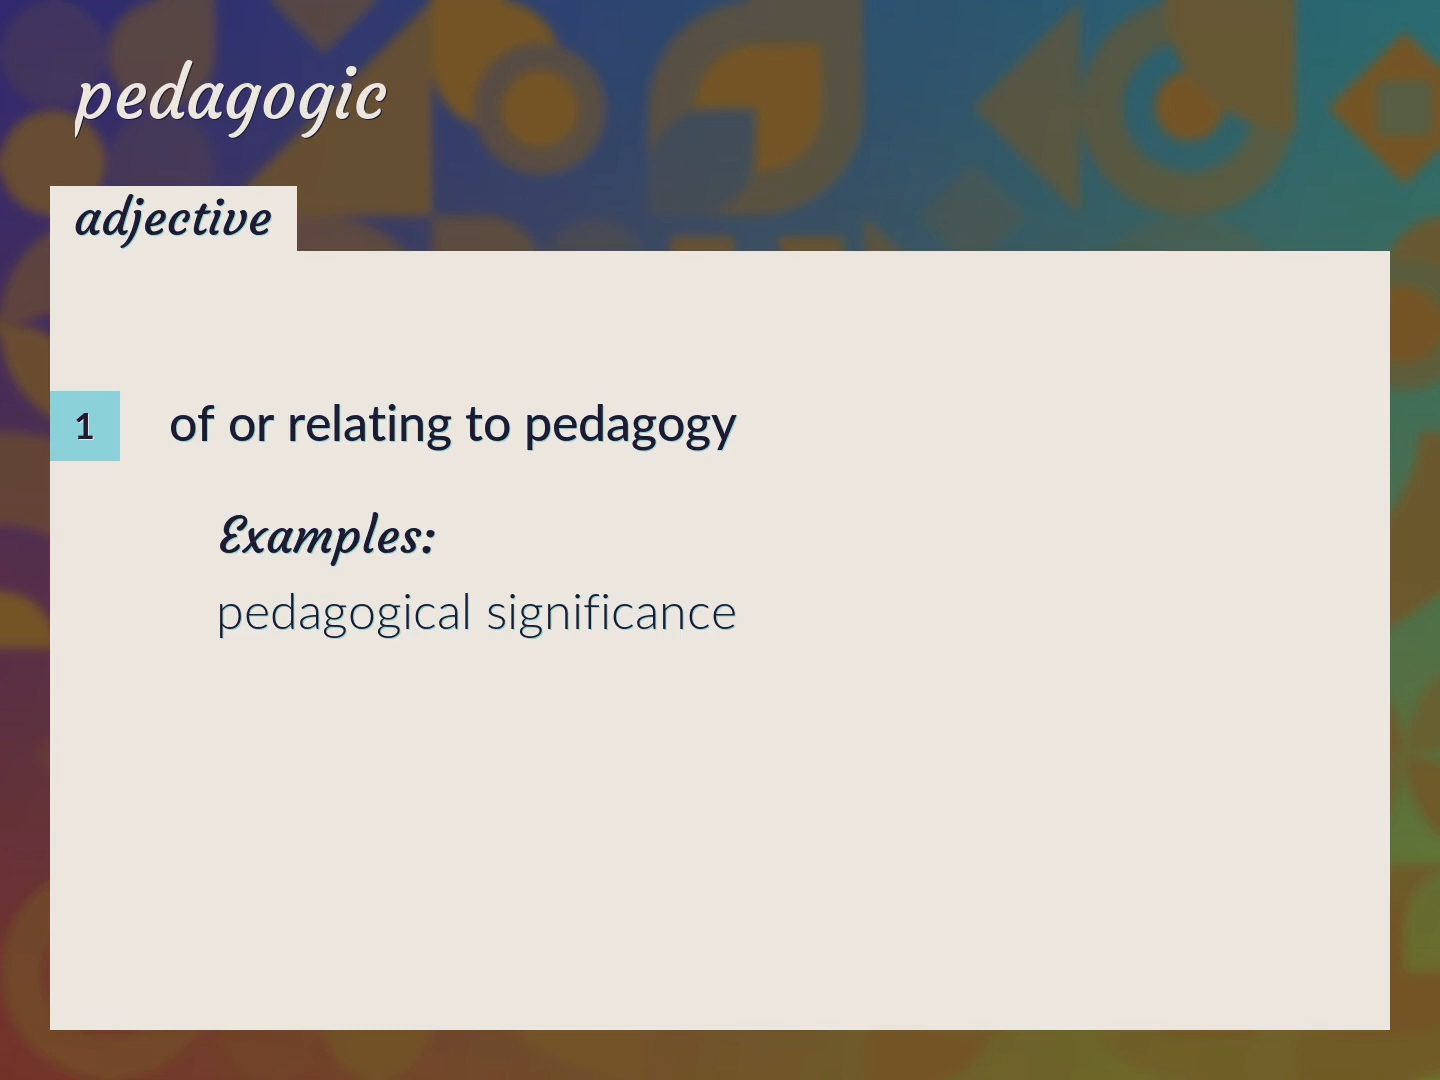 pedagogic
adjective
1 of or relating to pedagogy
Examples:
pedagogical significance